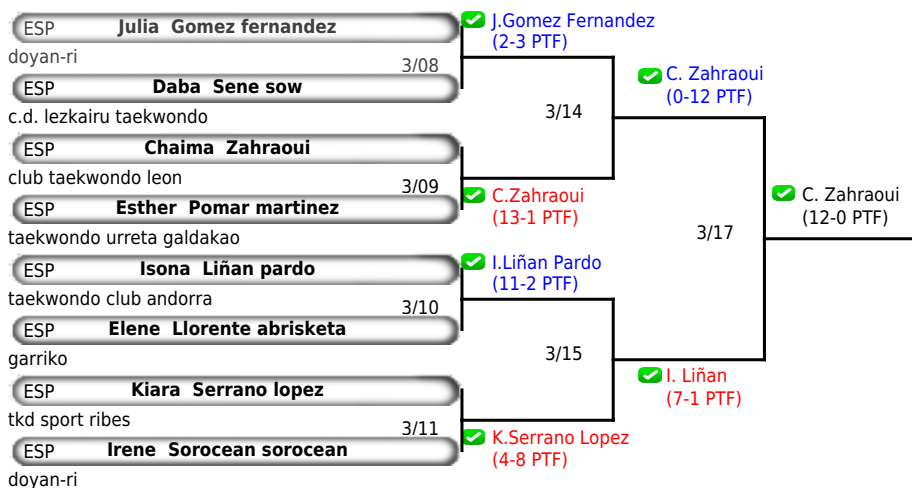 ESP Julia Gomez fernandez
doyan-ri
3/08
ESP Daba Sene sow
c.d. lezkairu taekwondo
ESP Chaima Zahraoui
club taekwondo leon
3/09
ESP Esther Pomar martinez
taekwondo urreta galdakao
ESP Isona Liñan pardo
taekwondo club andorra
3/10
ESP Elene Llorente abrisketa
garriko
ESP Kiara Serrano lopez
tkd sport ribes
3/11
ESP Irene Sorocean sorocean
doyan-ri
J.Gomez Fernandez
(2-3 PTF)
3/14
C.Zahraoui
(13-1 PTF)
I.Liñan Pardo
(11-2 PTF)
3/15
K.Serrano Lopez
(4-8 PTF)
C. Zahraoui
(0-12 PTF)
3/17
I. Liñan
(7-1 PTF)
C. Zahraoui
(12-0 PTF)